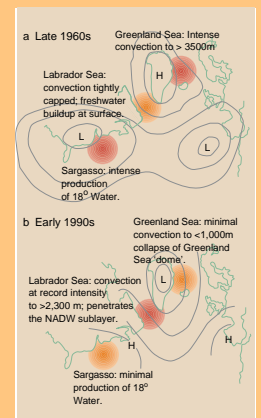 a Late 1960s
Greenland Sea: Intense
convection to > 3500m
H
Labrador Sea:
convection tightly
capped; freshwater
buildup at surface.
L
L
Sargasso: intense
production
of 18° Water.
b Early 1990s
Greenland Sea: minimal
convection to <1,000m
collapse of Greenland
Sea ‘dome’.
Labrador Sea: convection
at record intensity
to >2,300 m; penetrates
the NADW sublayer.
L
H
H
Sargasso: minimal
production of 18°
Water.